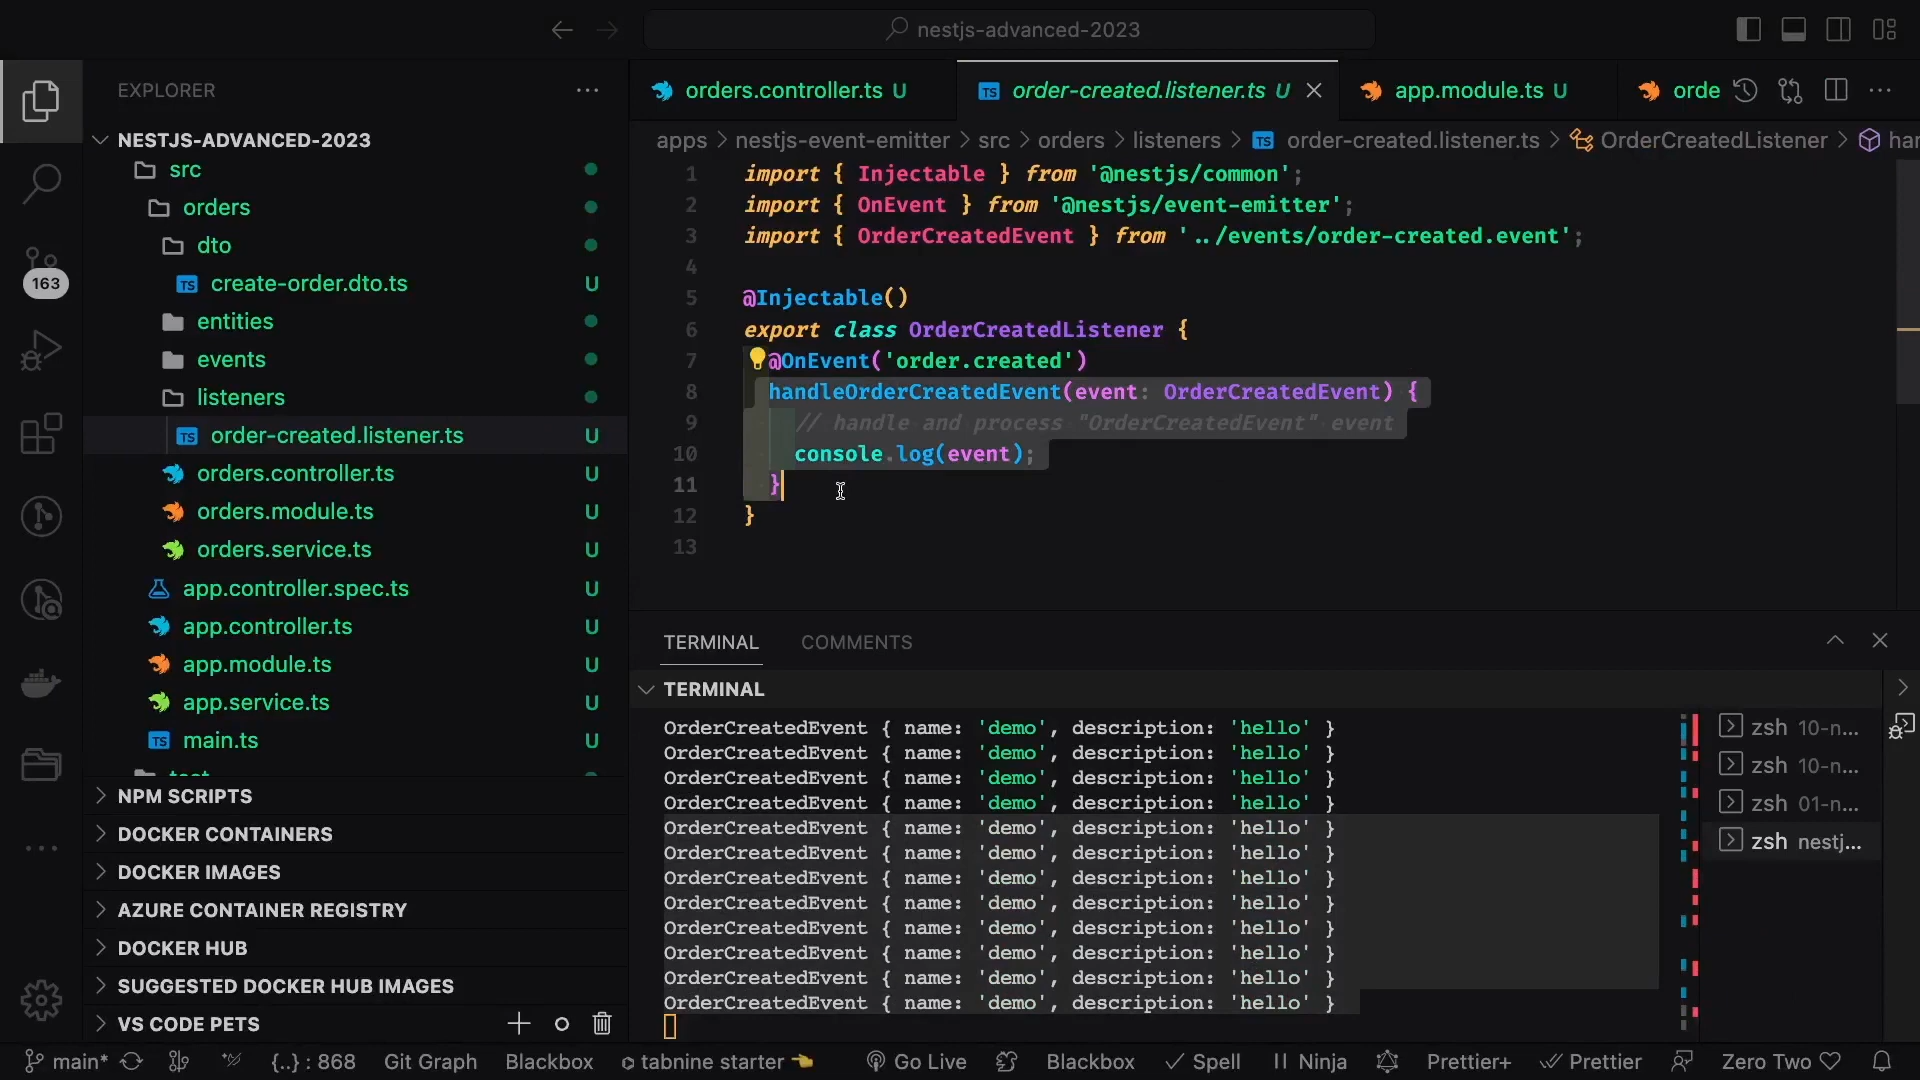 nestjs-advanced-2023
EXPLORER
NESTJS-ADVANCED-2023
src
orders
dto
TS create-order.dto.ts U
entities
events
listeners
TS order-created.listener.ts U
orders.controller.ts U
orders.module.ts U
orders.service.ts U
app.controller.spec.ts U
app.controller.ts U
app.module.ts U
app.service.ts U
TS main.ts U
NPM SCRIPTS
DOCKER CONTAINERS
DOCKER IMAGES
AZURE CONTAINER REGISTRY
DOCKER HUB
SUGGESTED DOCKER HUB IMAGES
VS CODE PETS
163
orders.controller.ts U
TS order-created.listener.ts U
app.module.ts U
orde
apps > nestjs-event-emitter > src > orders > listeners > TS order-created.listener.ts > OrderCreatedListener > har
1 import { Injectable } from '@nestjs/common';
2 import { OnEvent } from '@nestjs/event-emitter';
3 import { OrderCreatedEvent } from '../events/order-created.event';
4
5 @Injectable()
6 export class OrderCreatedListener {
7 @OnEvent('order.created')
8 handleOrderCreatedEvent(event: OrderCreatedEvent) {
9 // handle and process "OrderCreatedEvent" event
10 console.log(event);
11 }
12 }
13
TERMINAL
COMMENTS
TERMINAL
OrderCreatedEvent { name: 'demo', description: 'hello' }
OrderCreatedEvent { name: 'demo', description: 'hello' }
OrderCreatedEvent { name: 'demo', description: 'hello' }
OrderCreatedEvent { name: 'demo', description: 'hello' }
OrderCreatedEvent { name: 'demo', description: 'hello' }
OrderCreatedEvent { name: 'demo', description: 'hello' }
OrderCreatedEvent { name: 'demo', description: 'hello' }
OrderCreatedEvent { name: 'demo', description: 'hello' }
OrderCreatedEvent { name: 'demo', description: 'hello' }
OrderCreatedEvent { name: 'demo', description: 'hello' }
OrderCreatedEvent { name: 'demo', description: 'hello' }
OrderCreatedEvent { name: 'demo', description: 'hello' }
zsh 10-n...
zsh 10-n...
zsh 01-n...
zsh nestj...
main* {..} : 868 Git Graph Blackbox tabnine starter Go Live Blackbox Spell Ninja Prettier+ Prettier Zero Two